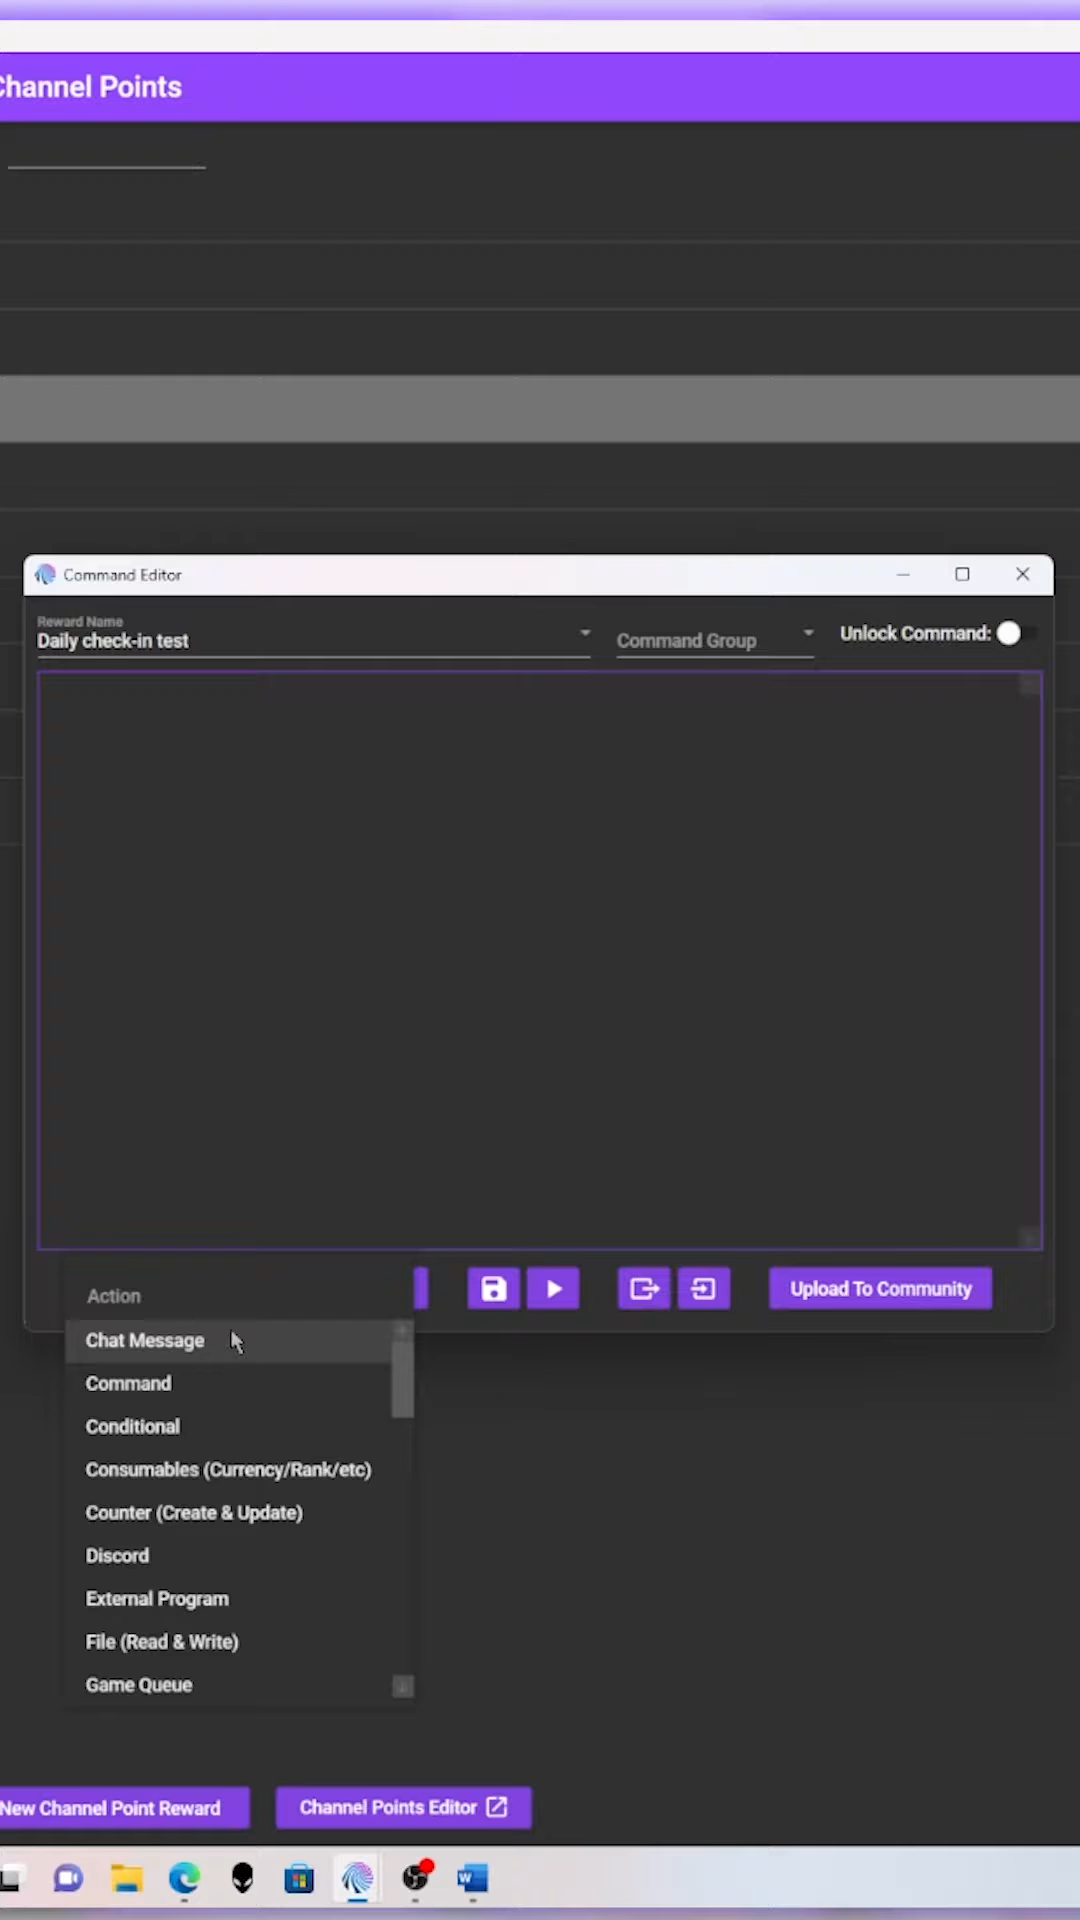 Channel Points
Command Editor
Reward Name
Daily check-in test
Command Group
Unlock Command:
Action
Upload To Community
Chat Message
Command
Conditional
Consumables (Currency/Rank/etc)
Counter (Create & Update)
Discord
External Program
File (Read & Write)
Game Queue
New Channel Point Reward
Channel Points Editor
W